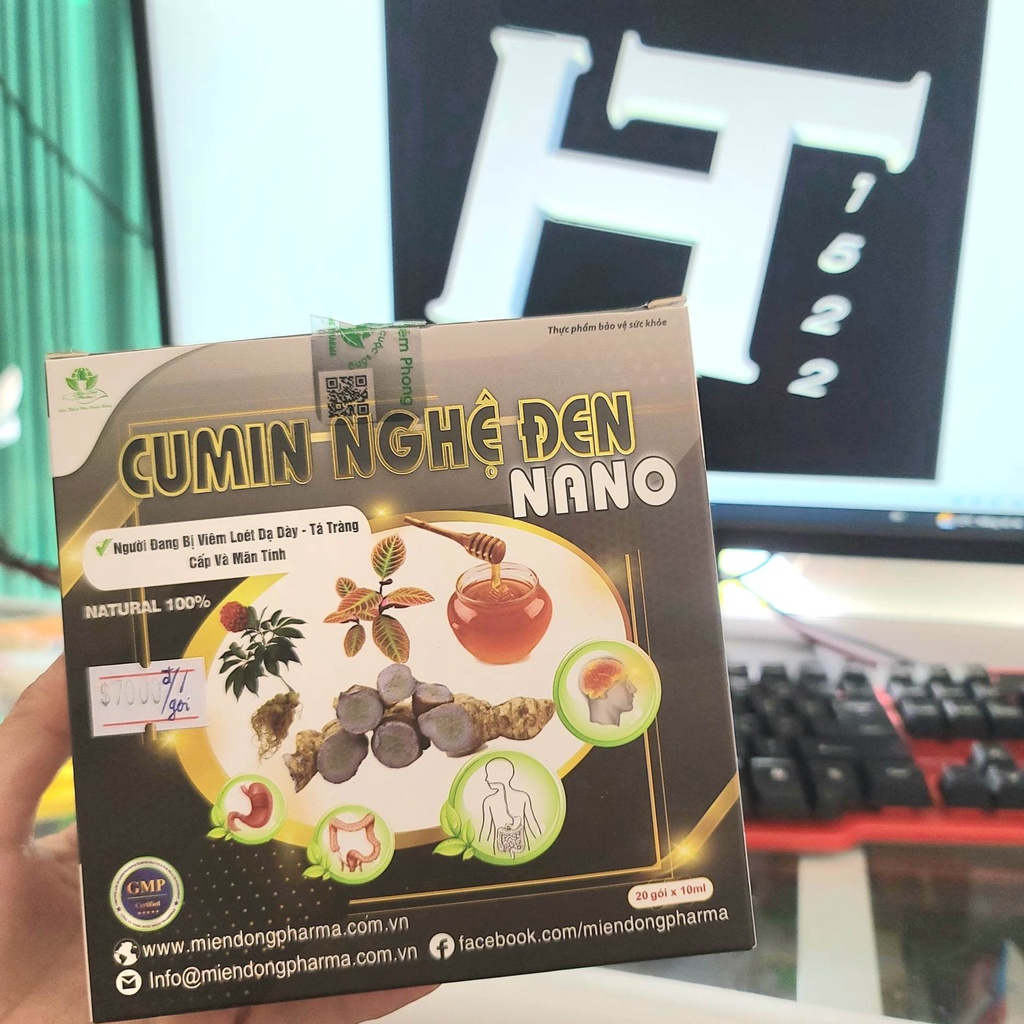 HT
1
5
2
2
Thực phẩm bảo vệ sức khỏe
Phong
CUMIN NGHỆ ĐEN
NANO
Người Đang Bị Viêm Loét Dạ Dày - Tá Tràng
Cấp Và Mãn Tính
NATURAL 100%
$7000đ/1
gói
GMP
Certified
20 gói x 10ml
www.miendongpharma.com.vn
facebook.com/miendongpharma
Info@miendongpharma.com.vn